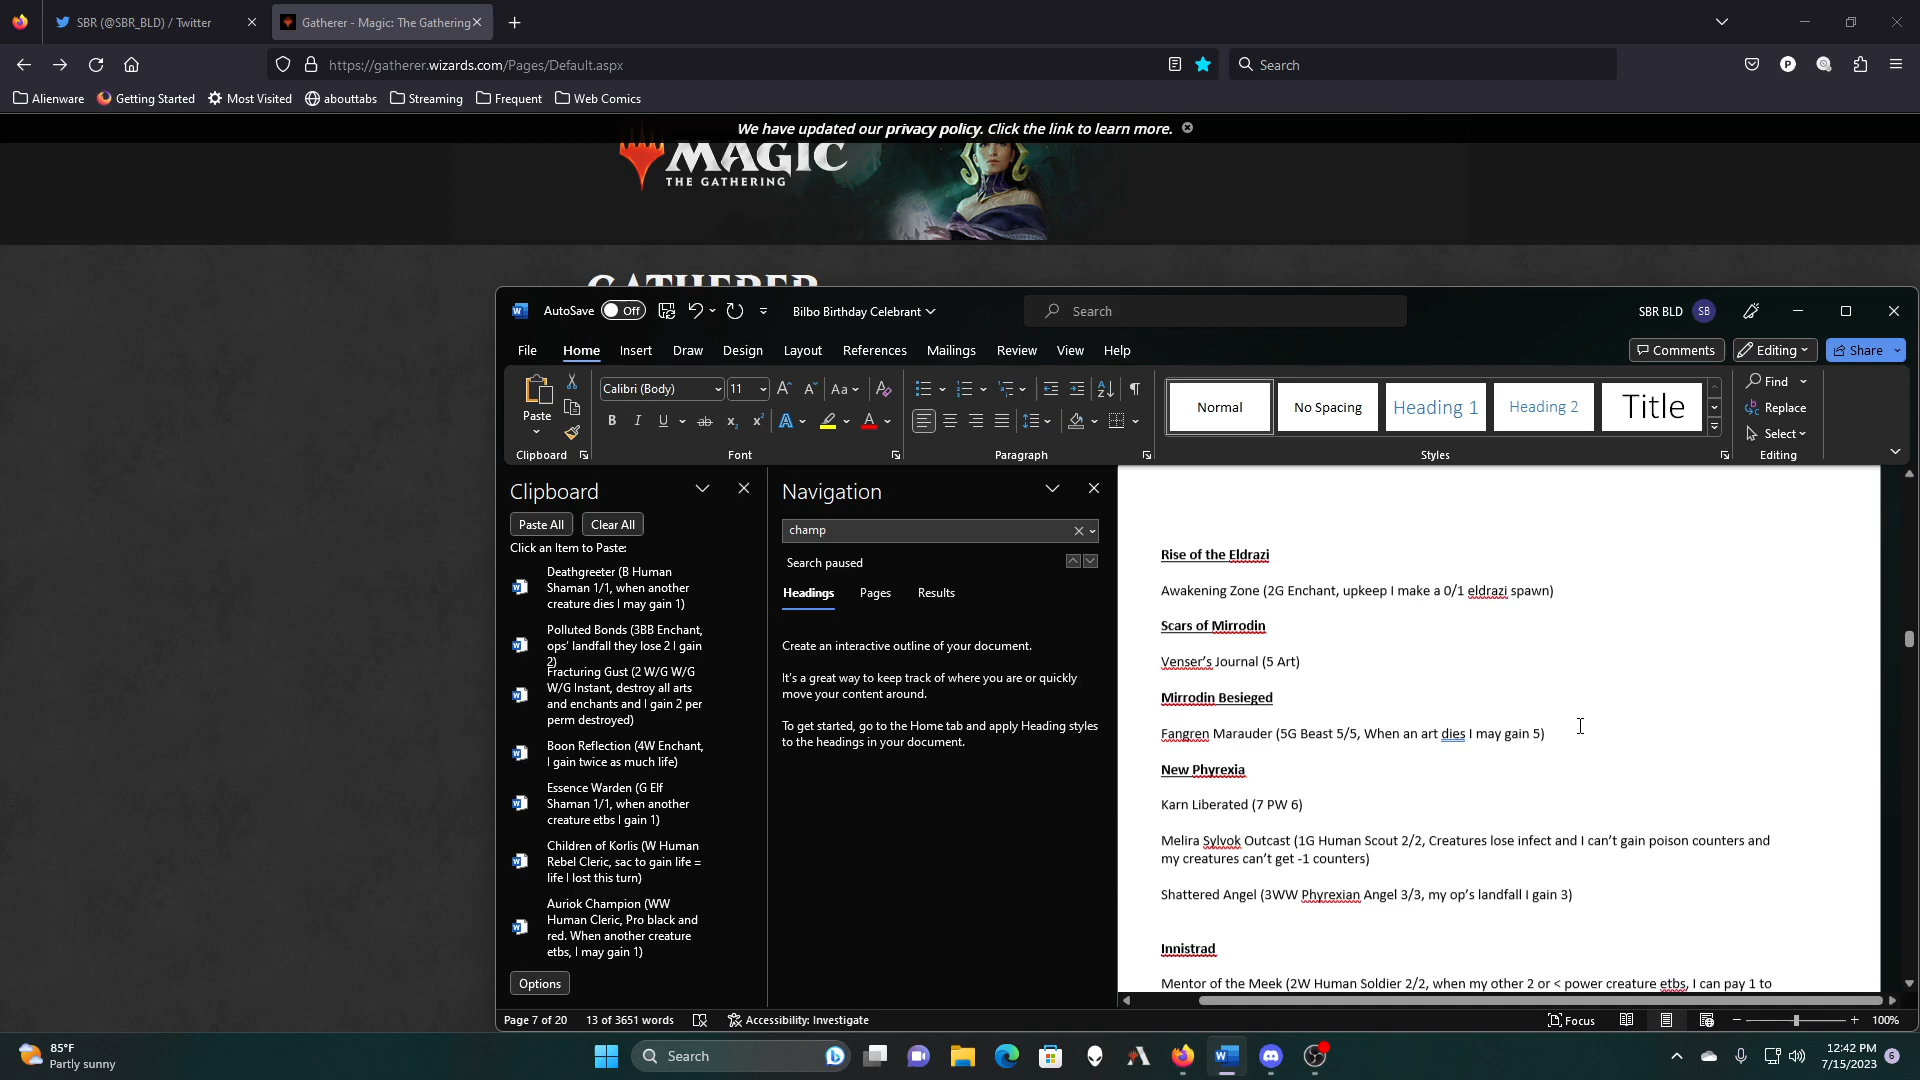 SBR (@SBR_BLD) / Twitter
Gatherer - Magic: The Gathering
https://gatherer.wizards.com/Pages/Default.aspx
Search
Alienware
Getting Started
Most Visited
abouttabs
Streaming
Frequent
Web Comics
We have updated our privacy policy. Click the link to learn more.
MAGIC
THE GATHERING
GATHERER
AutoSave
Off
Bilbo Birthday Celebrant
Search
SBR BLD
SB
File
Home
Insert
Draw
Design
Layout
References
Mailings
Review
View
Help
Comments
Editing
Share
Paste
Clipboard
Calibri (Body)
11
Font
Paragraph
Normal
No Spacing
Heading 1
Heading 2
Title
Styles
Find
Replace
Select
Editing
Clipboard
Paste All
Clear All
Click an Item to Paste:
Deathgreeter (B Human
Shaman 1/1, when another
creature dies I may gain 1)
Polluted Bonds (3BB Enchant,
ops' landfall they lose 2 I gain
2)
Fracturing Gust (2 W/G W/G
W/G Instant, destroy all arts
and enchants and I gain 2 per
perm destroyed)
Boon Reflection (4W Enchant,
I gain twice as much life)
Essence Warden (G Elf
Shaman 1/1, when another
creature etbs I gain 1)
Children of Korlis (W Human
Rebel Cleric, sac to gain life =
life I lost this turn)
Auriok Champion (WW
Human Cleric, Pro black and
red. When another creature
etbs, I may gain 1)
Options
Navigation
champ
Search paused
Headings
Pages
Results
Create an interactive outline of your document.
It's a great way to keep track of where you are or quickly
move your content around.
To get started, go to the Home tab and apply Heading styles
to the headings in your document.
Rise of the Eldrazi
Awakening Zone (2G Enchant, upkeep I make a 0/1 eldrazi spawn)
Scars of Mirrodin
Venser's Journal (5 Art)
Mirrodin Besieged
Fangren Marauder (5G Beast 5/5, When an art dies I may gain 5)
New Phyrexia
Karn Liberated (7 PW 6)
Melira Sylvok Outcast (1G Human Scout 2/2, Creatures lose infect and I can't gain poison counters and
my creatures can't get -1 counters)
Shattered Angel (3WW Phyrexian Angel 3/3, my op's landfall I gain 3)
Innistrad
Mentor of the Meek (2W Human Soldier 2/2, when my other 2 or < power creature etbs, I can pay 1 to
Page 7 of 20
13 of 3651 words
Accessibility: Investigate
Focus
100%
85°F
Partly sunny
Search
12:42 PM
7/15/2023
6